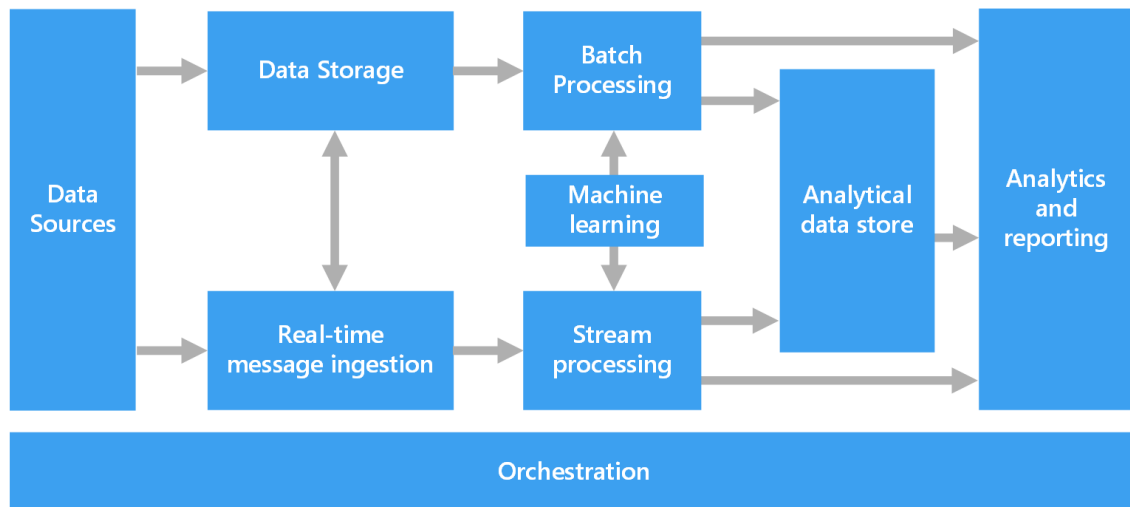 Data
Sources
Data Storage
Real-time
message ingestion
Batch
Processing
Machine
learning
Stream
processing
Analytical
data store
Analytics
and
reporting
Orchestration